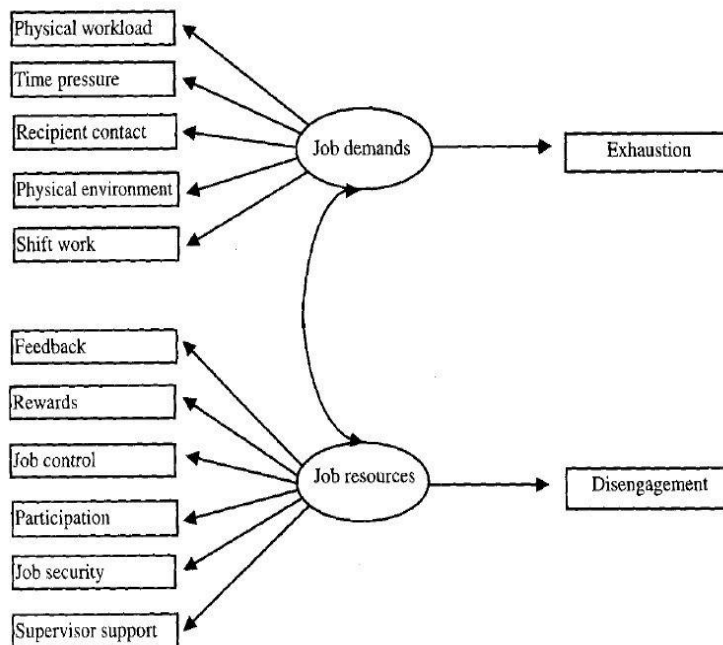 Physical workload
Time pressure
Recipient contact
Physical environment
Shift work
Job demands
Exhaustion
Feedback
Rewards
Job control
Participation
Job security
Supervisor support
Job resources
Disengagement